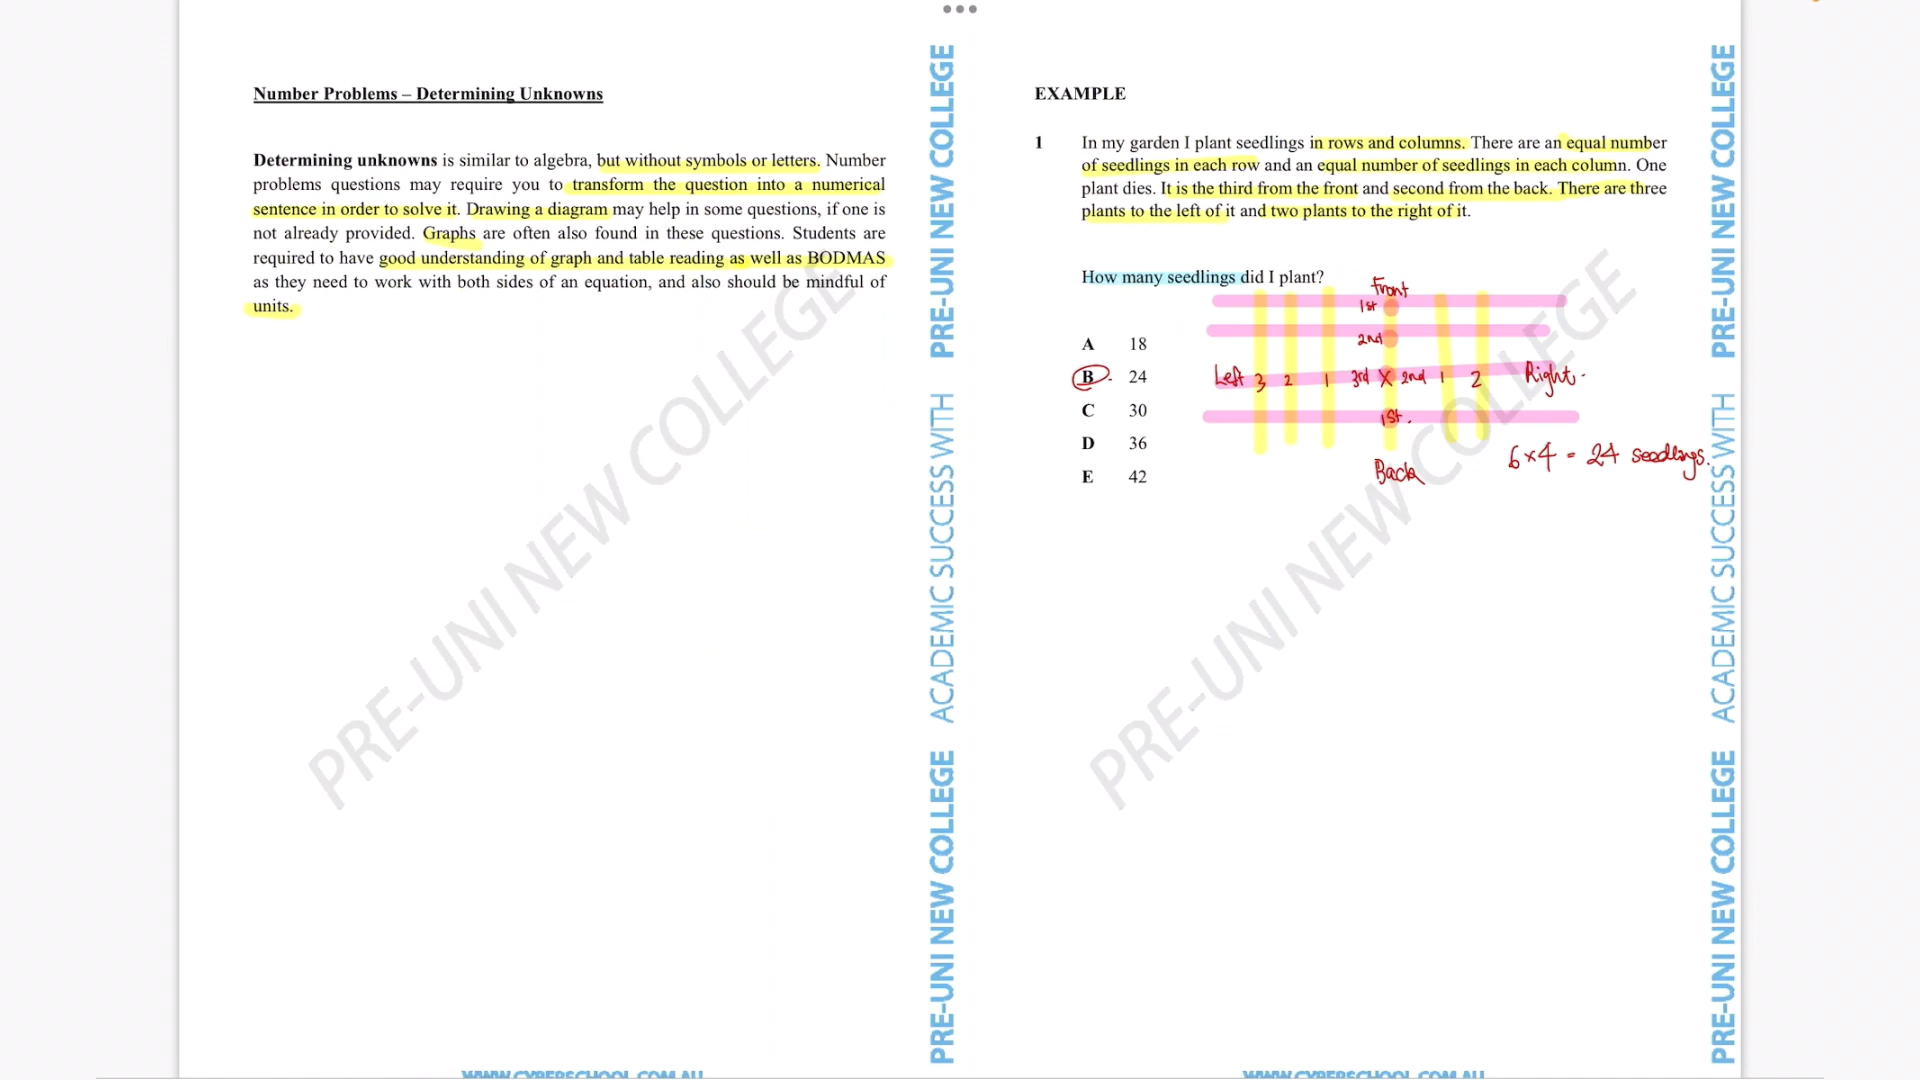 Number Problems – Determining Unknowns
Determining unknowns is similar to algebra, but without symbols or letters. Number
problems questions may require you to transform the question into a numerical
sentence in order to solve it. Drawing a diagram may help in some questions, if one is
not already provided. Graphs are often also found in these questions. Students are
required to have good understanding of graph and table reading as well as BODMAS
as they need to work with both sides of an equation, and also should be mindful of
units.
PRE-UNI NEW COLLEGE
PRE-UNI NEW COLLEGE ACADEMIC SUCCESS WITH PRE-UNI NEW COLLEGE
WWW.CYBERSCHOOL.COM.AU
EXAMPLE
1 In my garden I plant seedlings in rows and columns. There are an equal number
of seedlings in each row and an equal number of seedlings in each column. One
plant dies. It is the third from the front and second from the back. There are three
plants to the left of it and two plants to the right of it.
How many seedlings did I plant?
A 18
B 24
C 30
D 36
E 42
Front
1st
2nd
Left 3 2 1 3rd X 2nd 1 2 Right
1st.
Back
6×4 = 24 seedlings.
PRE-UNI NEW COLLEGE
PRE-UNI NEW COLLEGE ACADEMIC SUCCESS WITH PRE-UNI NEW COLLEGE
WWW.CYBERSCHOOL.COM.AU